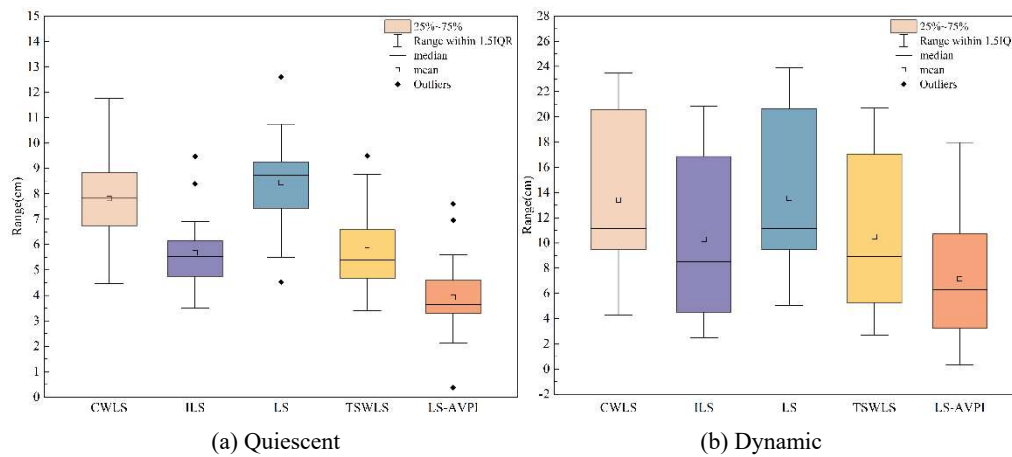 15
14
13
12
11
10
9
8
7
6
5
4
3
2
1
0
Range(cm)
25%~75%
Range within 1.5IQR
median
mean
Outliers
CWLS ILS LS TSWLS LS-AVPI
(a) Quiescent
28
26
24
22
20
18
16
14
12
10
8
6
4
2
0
-2
Range(cm)
25%~75%
Range within 1.5IQR
median
mean
Outliers
CWLS ILS LS TSWLS LS-AVPI
(b) Dynamic